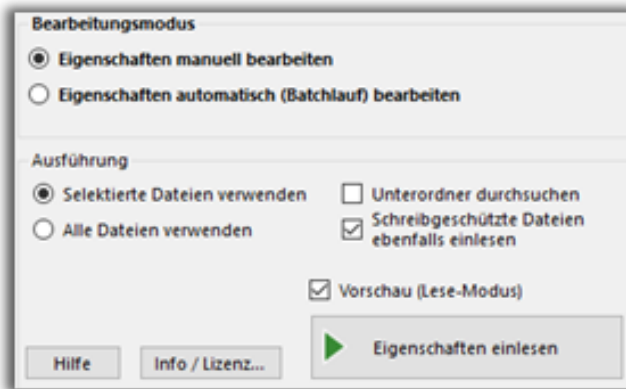 Bearbeitungsmodus
Eigenschaften manuell bearbeiten
Eigenschaften automatisch (Batchlauf) bearbeiten
Ausführung
Selektierte Dateien verwenden
Unterordner durchsuchen
Alle Dateien verwenden
Schreibgeschützte Dateien
ebenfalls einlesen
Vorschau (Lese-Modus)
Eigenschaften einlesen
Hilfe
Info / Lizenz...